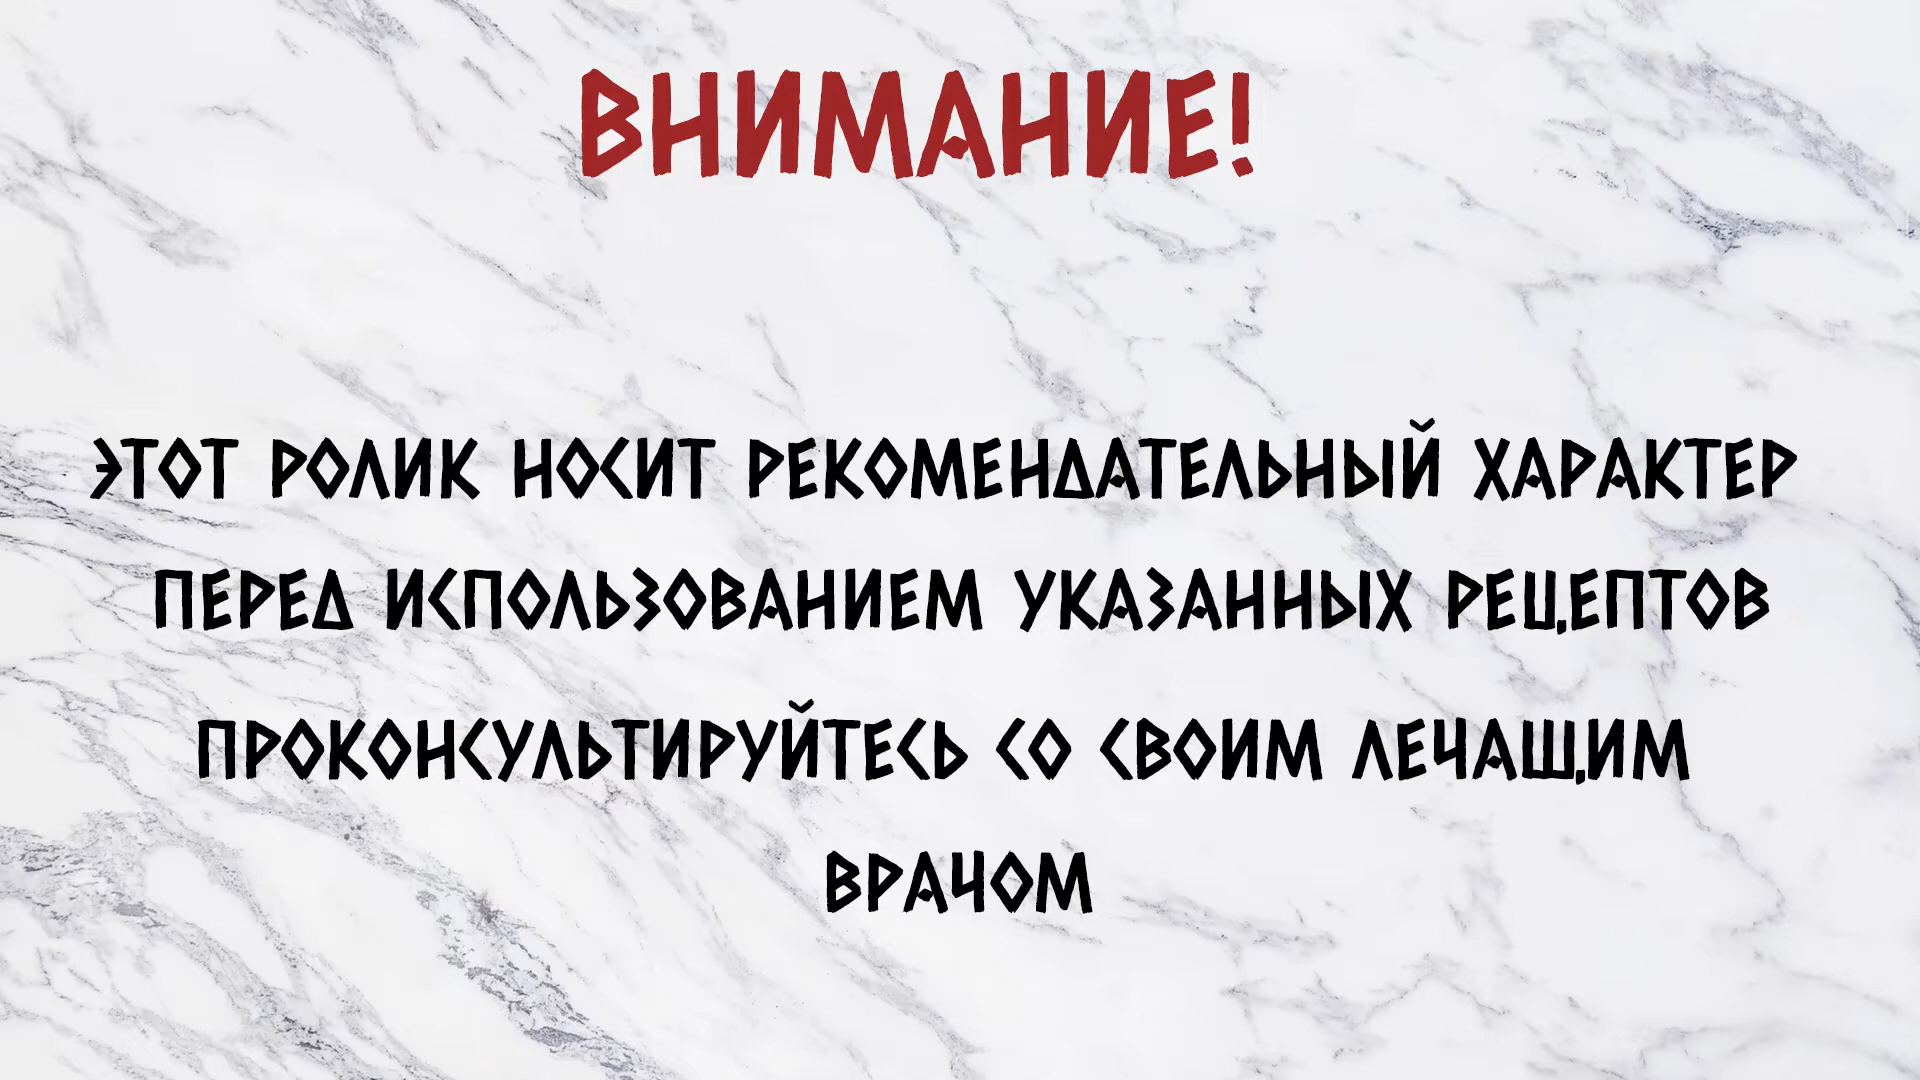 ВНИМАНИЕ!
ЭТОТ РОЛИК НОСИТ РЕКОМЕНДАТЕЛЬНЫЙ ХАРАКТЕР
ПЕРЕД ИСПОЛЬЗОВАНИЕМ УКАЗАННЫХ РЕЦЕПТОВ
ПРОКОНСУЛЬТИРУЙТЕСЬ СО СВОИМ ЛЕЧАЩИМ
ВРАЧОМ